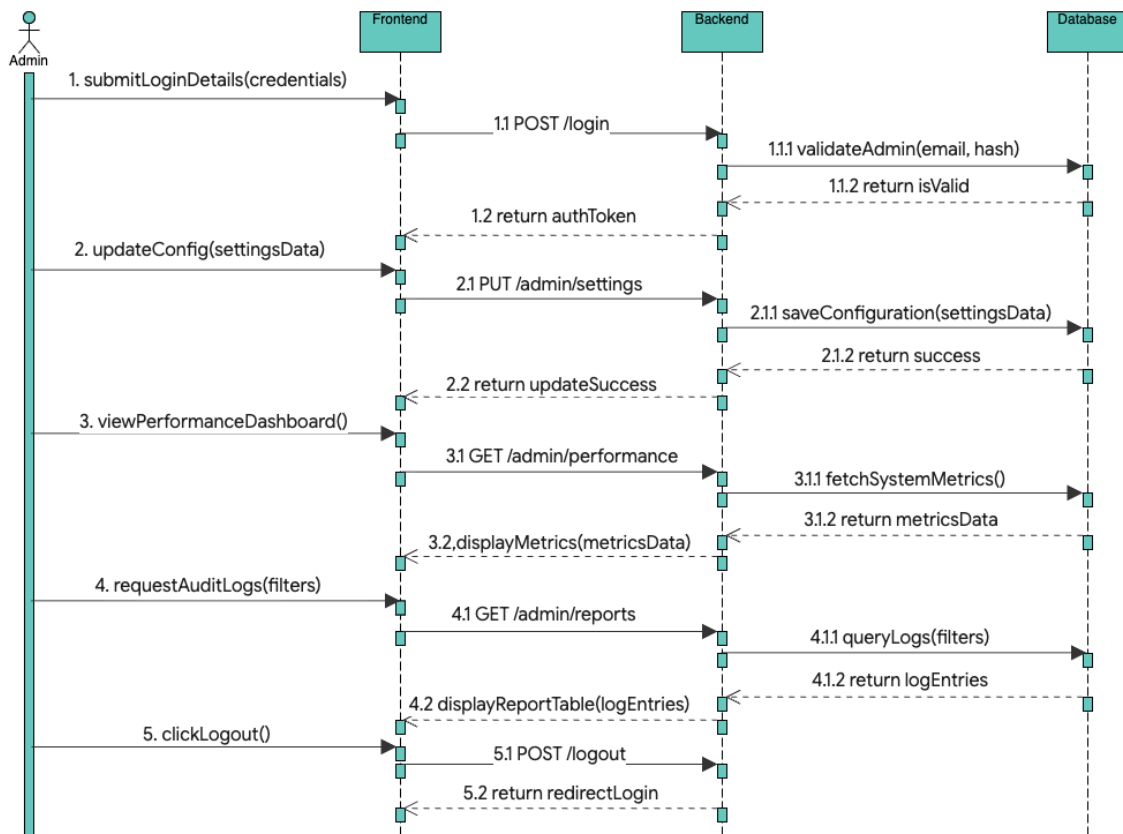 Frontend
Backend
Database
Admin
1. submitLoginDetails(credentials)
1.1 POST /login
1.1.1 validateAdmin(email, hash)
1.1.2 return isValid
1.2 return authToken
2. updateConfig(settingsData)
2.1 PUT /admin/settings
2.1.1 saveConfiguration(settingsData)
2.1.2 return success
2.2 return updateSuccess
3. viewPerformanceDashboard()
3.1 GET /admin/performance
3.1.1 fetchSystemMetrics()
3.1.2 return metricsData
3.2,displayMetrics(metricsData)
4. requestAuditLogs(filters)
4.1 GET /admin/reports
4.1.1 queryLogs(filters)
4.1.2 return logEntries
4.2 displayReportTable(logEntries)
5. clickLogout()
5.1 POST /logout
5.2 return redirectLogin